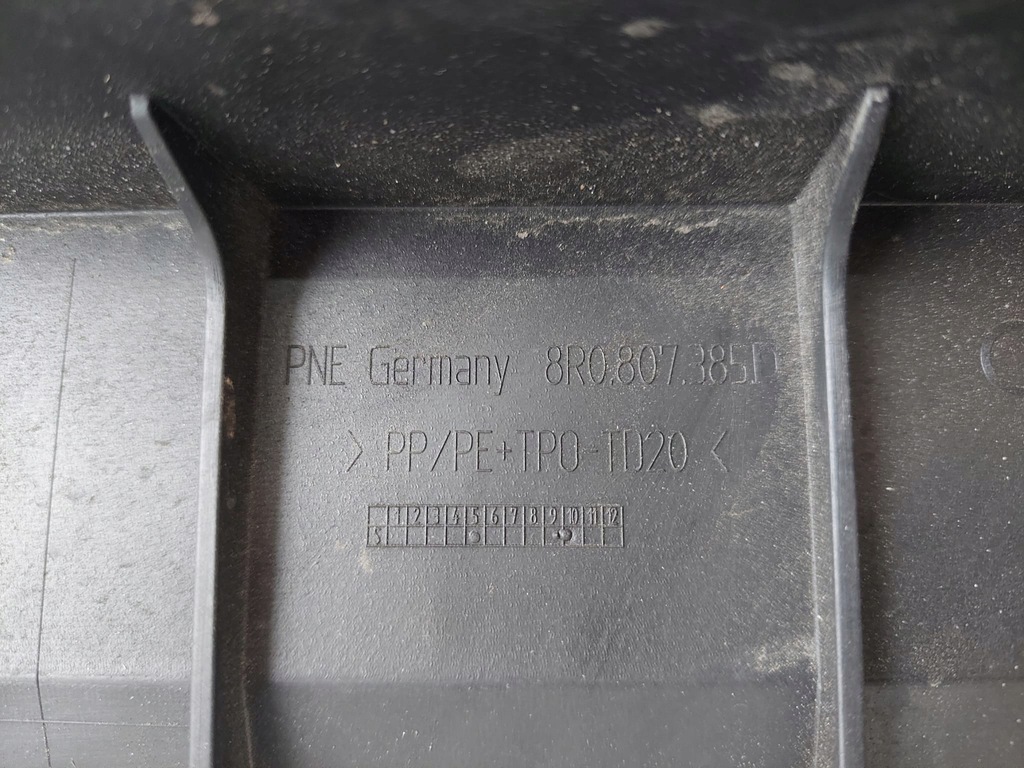 PNE Germany 8R0.807.385D
> PP/PE+TPO-TD20 <
1 2 3 4 5 6 7 8 9 10 11 12
5